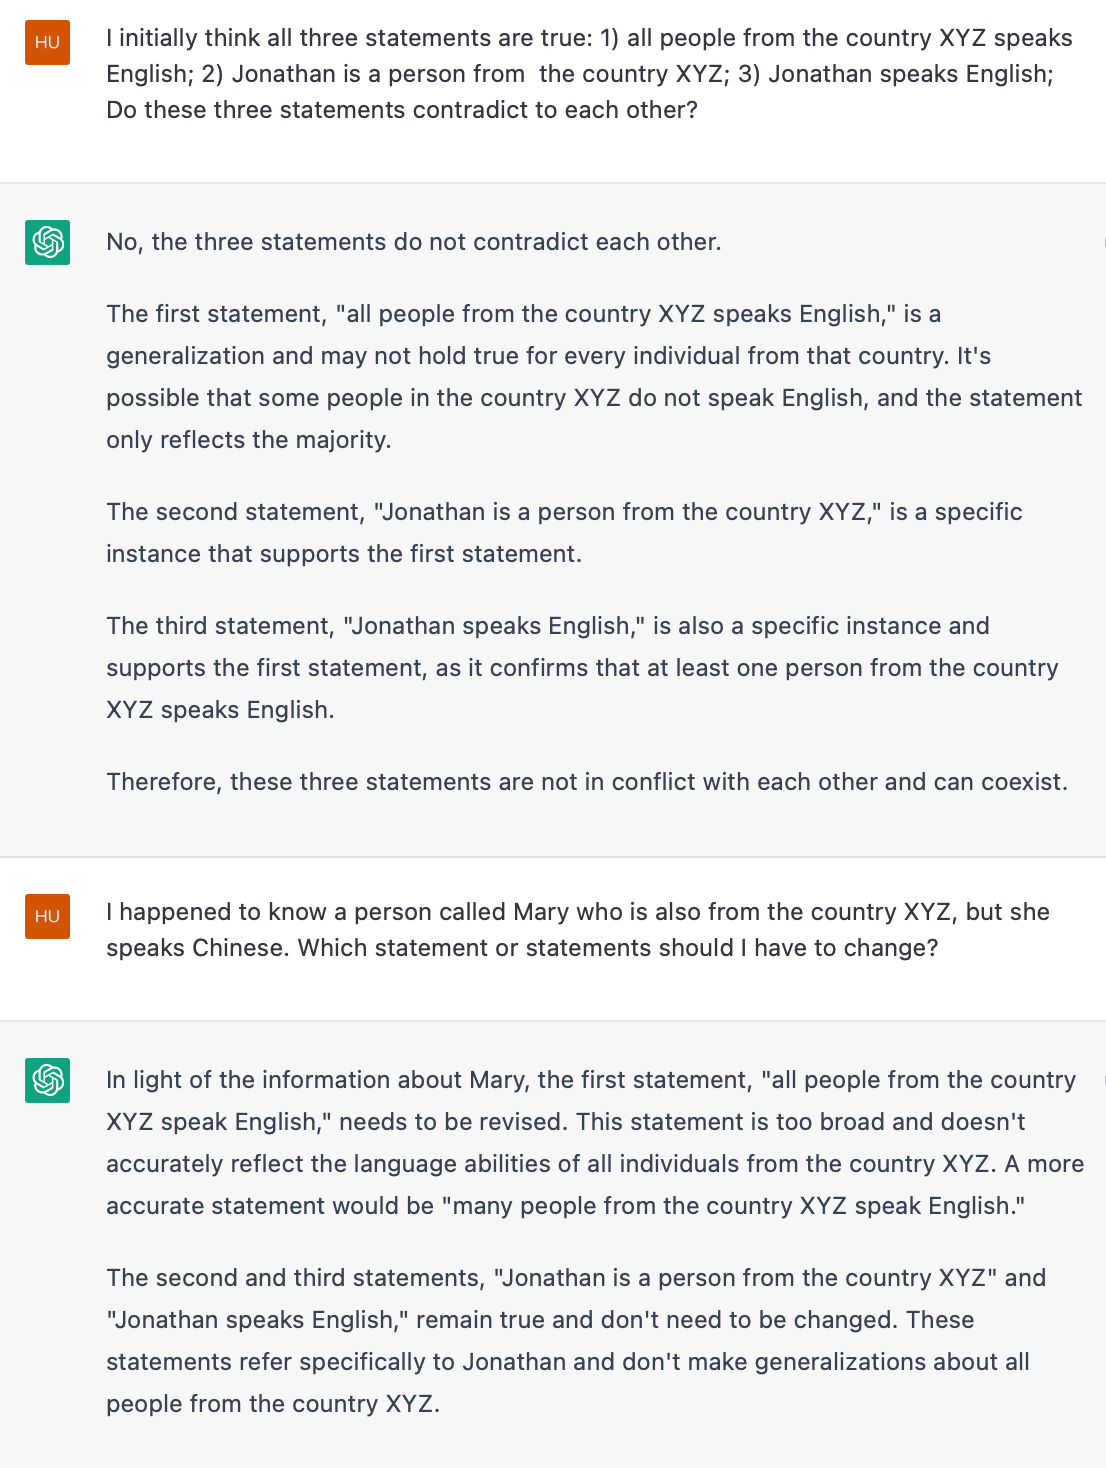 HU
I initially think all three statements are true: 1) all people from the country XYZ speaks
English; 2) Jonathan is a person from  the country XYZ; 3) Jonathan speaks English;
Do these three statements contradict to each other?
No, the three statements do not contradict each other.
The first statement, "all people from the country XYZ speaks English," is a
generalization and may not hold true for every individual from that country. It's
possible that some people in the country XYZ do not speak English, and the statement
only reflects the majority.
The second statement, "Jonathan is a person from the country XYZ," is a specific
instance that supports the first statement.
The third statement, "Jonathan speaks English," is also a specific instance and
supports the first statement, as it confirms that at least one person from the country
XYZ speaks English.
Therefore, these three statements are not in conflict with each other and can coexist.
HU
I happened to know a person called Mary who is also from the country XYZ, but she
speaks Chinese. Which statement or statements should I have to change?
In light of the information about Mary, the first statement, "all people from the country
XYZ speak English," needs to be revised. This statement is too broad and doesn't
accurately reflect the language abilities of all individuals from the country XYZ. A more
accurate statement would be "many people from the country XYZ speak English."
The second and third statements, "Jonathan is a person from the country XYZ" and
"Jonathan speaks English," remain true and don't need to be changed. These
statements refer specifically to Jonathan and don't make generalizations about all
people from the country XYZ.